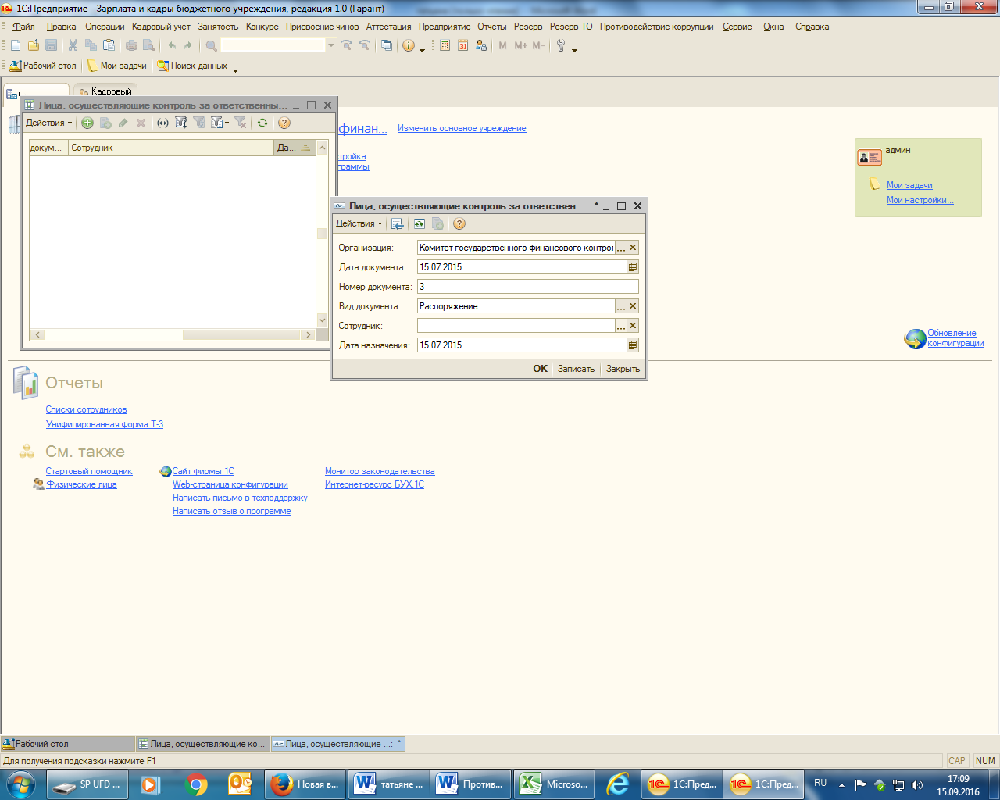 1С:Предприятие - Зарплата и кадры бюджетного учреждения, редакция 1.0 (Гарант)
Файл Правка Операции Кадровый учет Занятость Конкурс Присвоение чинов Аттестация Предприятие Отчеты Резерв Резерв ТО Противодействие коррупции Сервис Окна Справка
M M+ M-
Рабочий стол Мои задачи Поиск данных
Кадровый
Лица, осуществляющие контроль за ответственны...
Действия
докум... Сотрудник Да...
финан... Изменить основное учреждение
тройка
граммы
админ
Мои задачи
Мои настройки...
Лица, осуществляющие контроль за ответствен...: *
Действия
Организация: Комитет государственного финансового контрол
Дата документа: 15.07.2015
Номер документа: 3
Вид документа: Распоряжение
Сотрудник:
Дата назначения: 15.07.2015
OK Записать Закрыть
Обновление
конфигурации
Отчеты
Списки сотрудников
Унифицированная форма Т-3
См. также
Стартовый помощник Сайт фирмы 1С Монитор законодательства
Физические лица Web-страница конфигурации Интернет-ресурс БУХ.1С
Написать письмо в техподдержку
Написать отзыв о программе
Рабочий стол Лица, осуществляющие ко... Лица, осуществляющие ...: *
Для получения подсказки нажмите F1 CAP NUM
SP UFD ... Новая в... татьяне ... Против... Microso... 1С:Пред... 1С:Пред... RU 17:09
15.09.2016